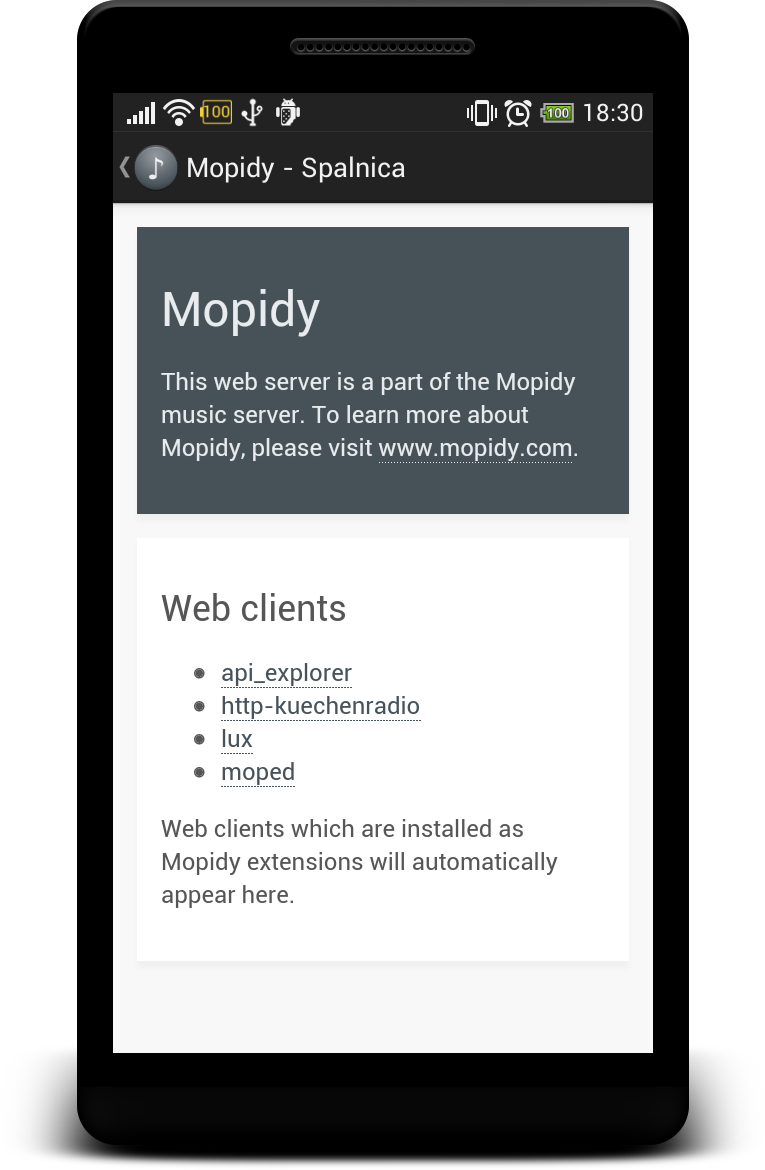 100 100 18:30
Mopidy - Spalnica
Mopidy
This web server is a part of the Mopidy
music server. To learn more about
Mopidy, please visit www.mopidy.com.
Web clients
api_explorer
http-kuechenradio
lux
moped
Web clients which are installed as
Mopidy extensions will automatically
appear here.